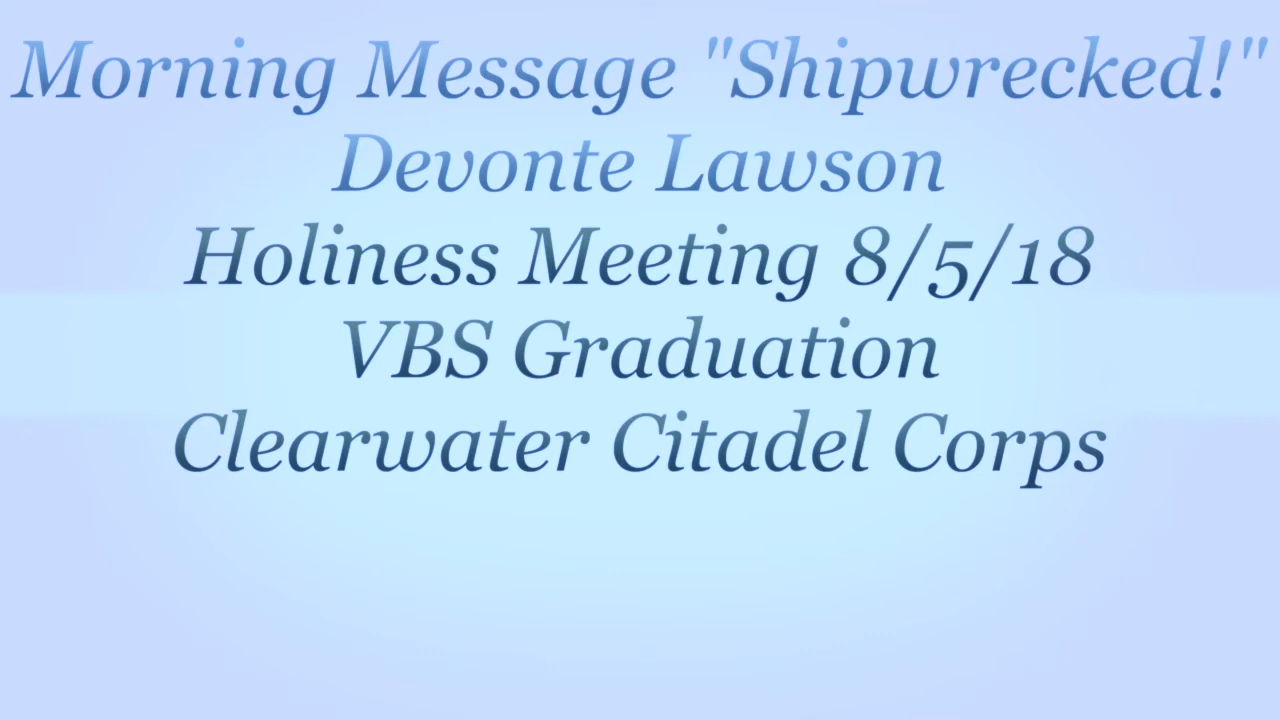 Morning Message "Shipwrecked!"
Devonte Lawson
Holiness Meeting 8/5/18
VBS Graduation
Clearwater Citadel Corps